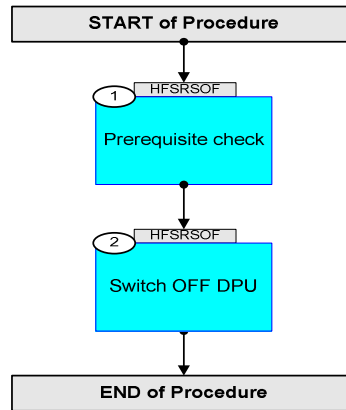 START of Procedure
HFSRSOF
1
Prerequisite check
HFSRSOF
2
Switch OFF DPU
END of Procedure